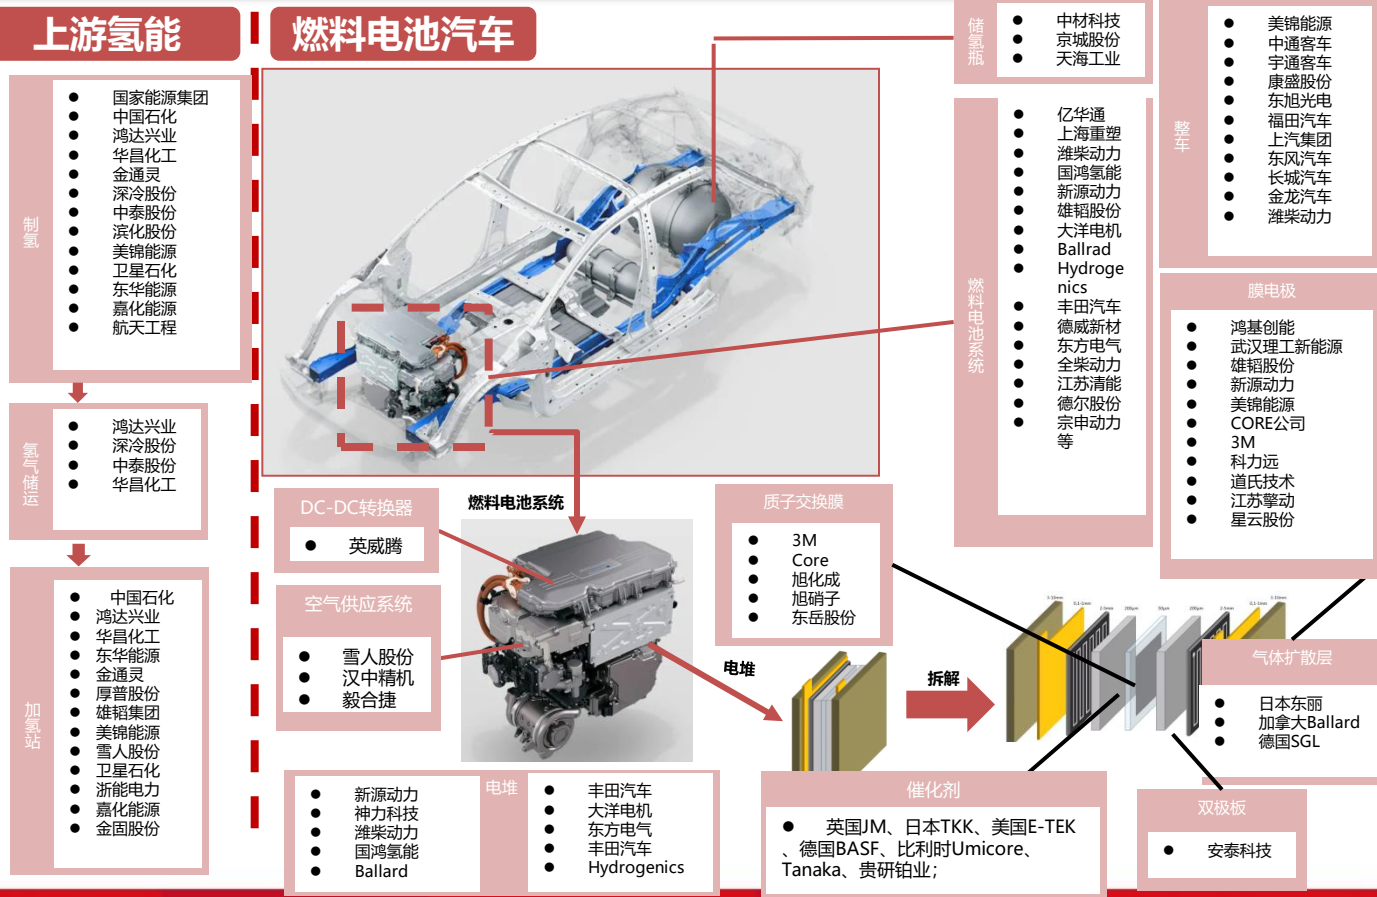 上游氢能
燃料电池汽车
制氢
国家能源集团
中国石化
鸿达兴业
华昌化工
金通灵
深冷股份
中泰股份
滨化股份
美锦能源
卫星石化
东华能源
嘉化能源
航天工程
氢气储运
鸿达兴业
深冷股份
中泰股份
华昌化工
加氢站
中国石化
鸿达兴业
华昌化工
东华能源
金通灵
厚普股份
雄韬集团
美锦能源
雪人股份
卫星石化
浙能电力
嘉化能源
金固股份
储氢瓶
中材科技
京城股份
天海工业
燃料电池系统
亿华通
上海重塑
潍柴动力
国鸿氢能
新源动力
雄韬股份
大洋电机
Ballrad
Hydroge
nics
丰田汽车
德威新材
东方电气
全柴动力
江苏清能
德尔股份
宗申动力
等
整车
美锦能源
中通客车
宇通客车
康盛股份
东旭光电
福田汽车
上汽集团
东风汽车
长城汽车
金龙汽车
潍柴动力
膜电极
鸿基创能
武汉理工新能源
雄韬股份
新源动力
美锦能源
CORE公司
3M
科力远
道氏技术
江苏擎动
星云股份
DC-DC转换器
英威腾
燃料电池系统
空气供应系统
雪人股份
汉中精机
毅合捷
质子交换膜
3M
Core
旭化成
旭硝子
东岳股份
电堆
拆解
5-10mm
0.1-1mm
2-5mm
200μm
50μm
200μm
2-5mm
0.1-1mm
5-10mm
气体扩散层
日本东丽
加拿大Ballard
德国SGL
电堆
新源动力
神力科技
潍柴动力
国鸿氢能
Ballard
丰田汽车
大洋电机
东方电气
丰田汽车
Hydrogenics
催化剂
英国JM、日本TKK、美国E-TEK
、德国BASF、比利时Umicore、
Tanaka、贵研铂业；
双极板
安泰科技